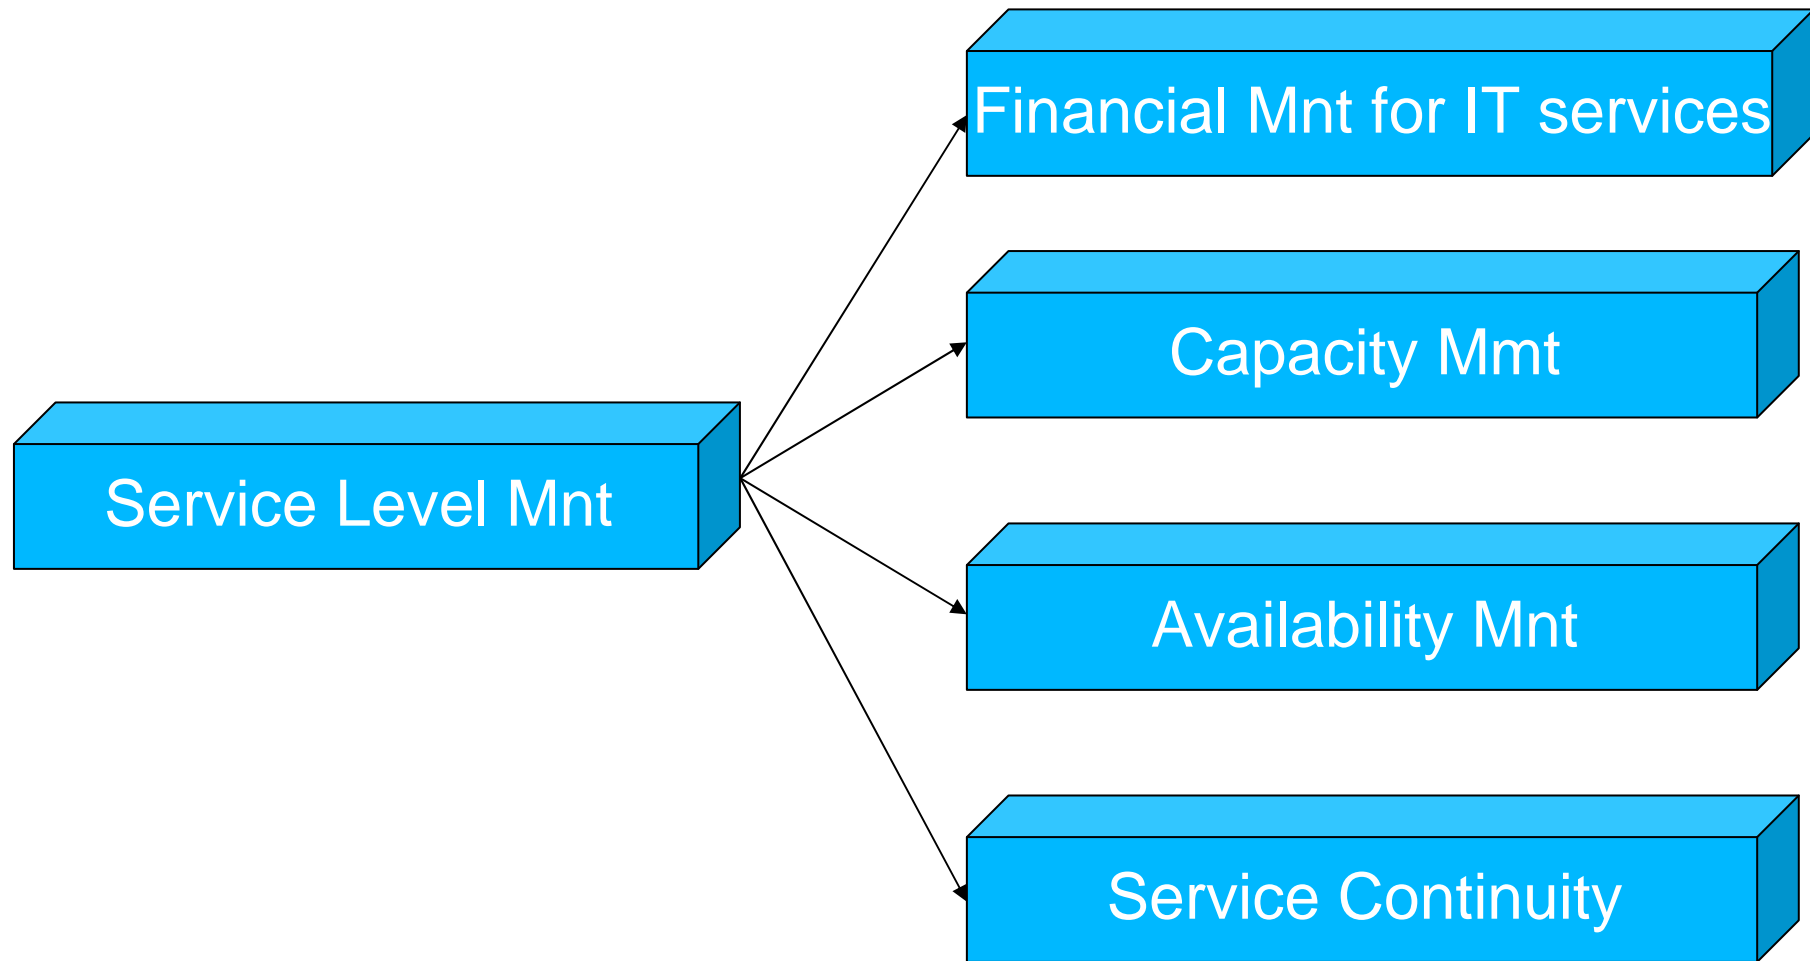 Financial Mnt for IT services
Capacity Mmt
Service Level Mnt
Availability Mnt
Service Continuity